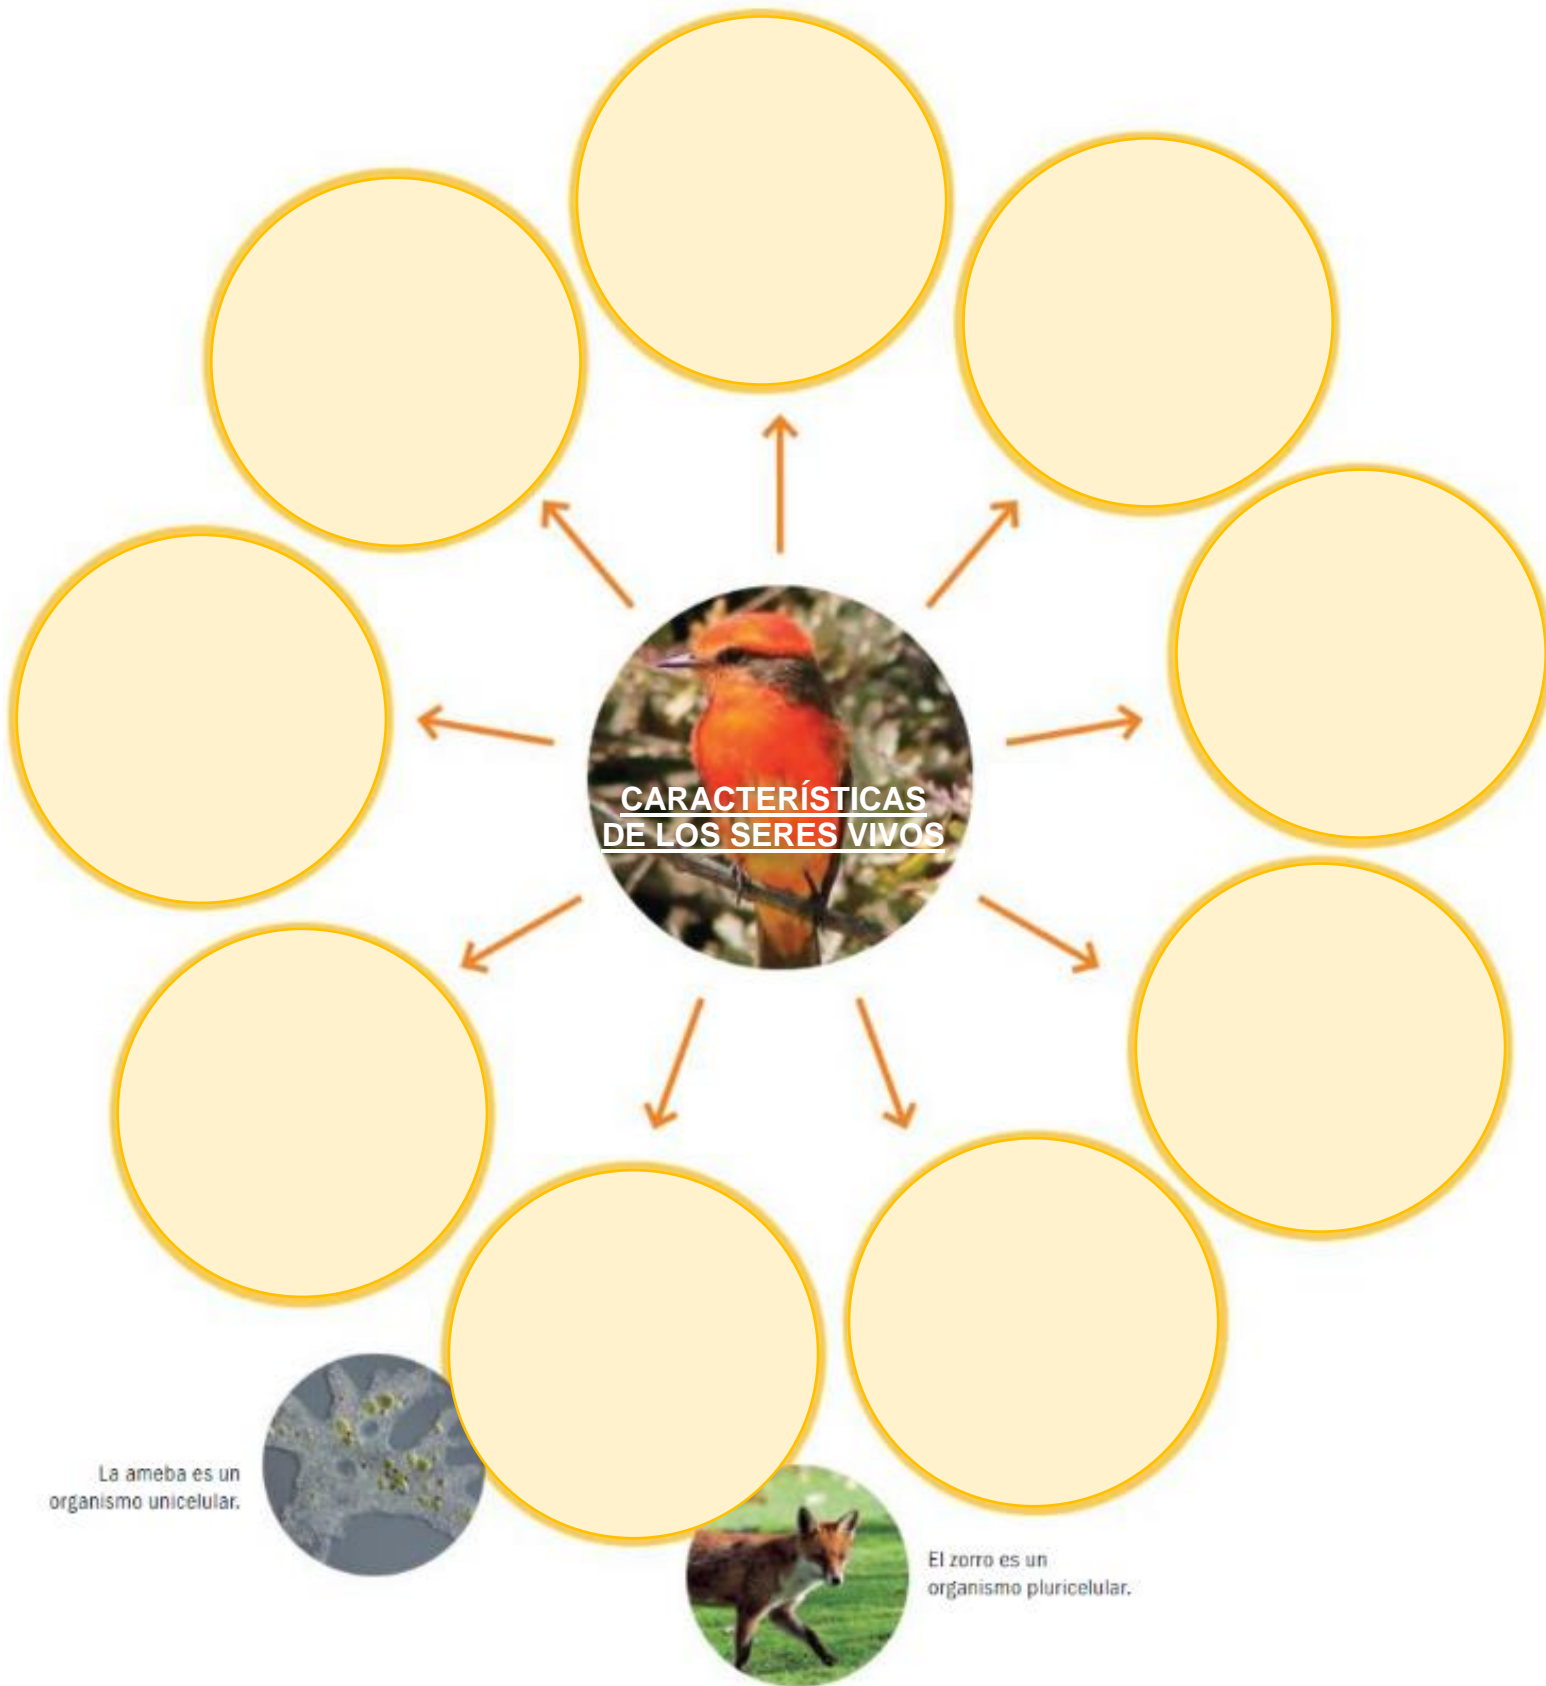 CARACTERÍSTICAS
DE LOS SERES VIVOS
La ameba es un
organismo unicelular.
El zorro es un
organismo pluricelular.